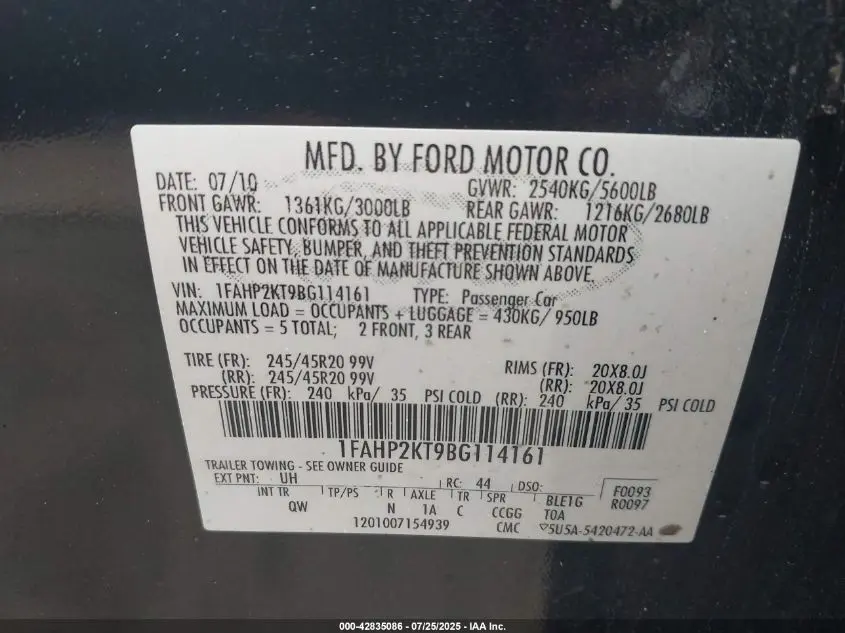 MFD. BY FORD MOTOR CO.
DATE: 07/10 GVWR: 2540KG/5600LB
FRONT GAWR: 1361KG/3000LB REAR GAWR: 1216KG/2680LB
THIS VEHICLE CONFORMS TO ALL APPLICABLE FEDERAL MOTOR
VEHICLE SAFETY, BUMPER, AND THEFT PREVENTION STANDARDS
IN EFFECT ON THE DATE OF MANUFACTURE SHOWN ABOVE.
VIN: 1FAHP2KT9BG114161 TYPE: Passenger Car
MAXIMUM LOAD = OCCUPANTS + LUGGAGE = 430KG/ 950LB
OCCUPANTS = 5 TOTAL; 2 FRONT, 3 REAR
TIRE (FR): 245/45R20 99V RIMS (FR): 20X8.0J
(RR): 245/45R20 99V (RR): 20X8.0J
PRESSURE (FR): 240 kPa/ 35 PSI COLD (RR): 240 kPa/ 35 PSI COLD
1FAHP2KT9BG114161
TRAILER TOWING - SEE OWNER GUIDE
EXT PNT: UH RC: 44 DSO: F0093
INT TR TP/PS R AXLE TR SPR BLE1G R0097
QW N 1A C CCGG TOA
1201007154939 CMC 5U5A-5420472-AA
000-42835086 - 07/25/2025 - IAA Inc.